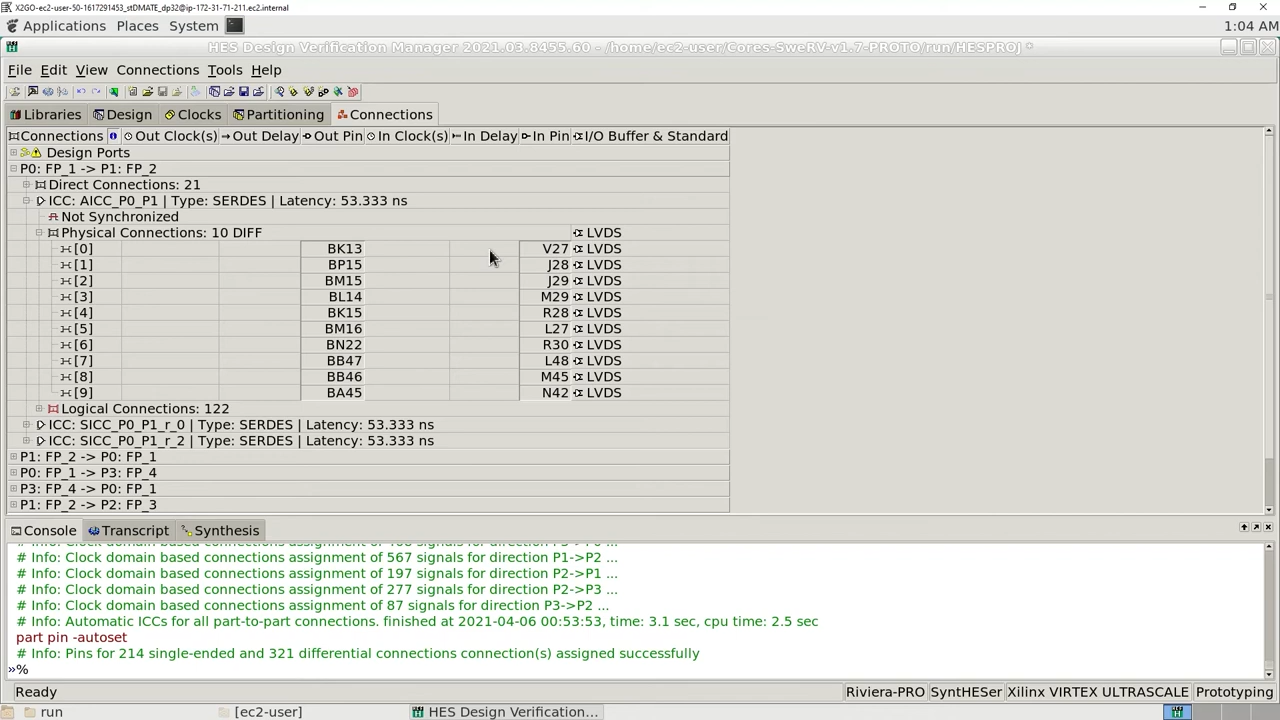 X2GO-ec2-user-50-1617291453_stDMATE_dp32@ip-172-31-71-211.ec2.internal
Applications Places System 1:04 AM
HES Design Verification Manager 2021.03.8455.60 - /home/ec2-user/Cores-SweRV-v1.7-PROTO/run/HESPROJ *
File Edit View Connections Tools Help
Libraries Design Clocks Partitioning Connections
Connections Out Clock(s) Out Delay Out Pin In Clock(s) In Delay In Pin I/O Buffer & Standard
Design Ports
P0: FP_1 -> P1: FP_2
Direct Connections: 21
ICC: AICC_P0_P1 | Type: SERDES | Latency: 53.333 ns
Not Synchronized
Physical Connections: 10 DIFF LVDS
[0] BK13 V27 LVDS
[1] BP15 J28 LVDS
[2] BM15 J29 LVDS
[3] BL14 M29 LVDS
[4] BK15 R28 LVDS
[5] BM16 L27 LVDS
[6] BN22 R30 LVDS
[7] BB47 L48 LVDS
[8] BB46 M45 LVDS
[9] BA45 N42 LVDS
Logical Connections: 122
ICC: SICC_P0_P1_r_0 | Type: SERDES | Latency: 53.333 ns
ICC: SICC_P0_P1_r_2 | Type: SERDES | Latency: 53.333 ns
P1: FP_2 -> P0: FP_1
P0: FP_1 -> P3: FP_4
P3: FP_4 -> P0: FP_1
P1: FP_2 -> P2: FP_3
Console Transcript Synthesis
# Info: Clock domain based connections assignment of 567 signals for direction P1->P2 ...
# Info: Clock domain based connections assignment of 197 signals for direction P2->P1 ...
# Info: Clock domain based connections assignment of 277 signals for direction P2->P3 ...
# Info: Clock domain based connections assignment of 87 signals for direction P3->P2 ...
# Info: Automatic ICCs for all part-to-part connections. finished at 2021-04-06 00:53:53, time: 3.1 sec, cpu time: 2.5 sec
part pin -autoset
# Info: Pins for 214 single-ended and 321 differential connections connection(s) assigned successfully
»%
Ready Riviera-PRO SyntHESer Xilinx VIRTEX ULTRASCALE Prototyping
run [ec2-user] HES Design Verification...